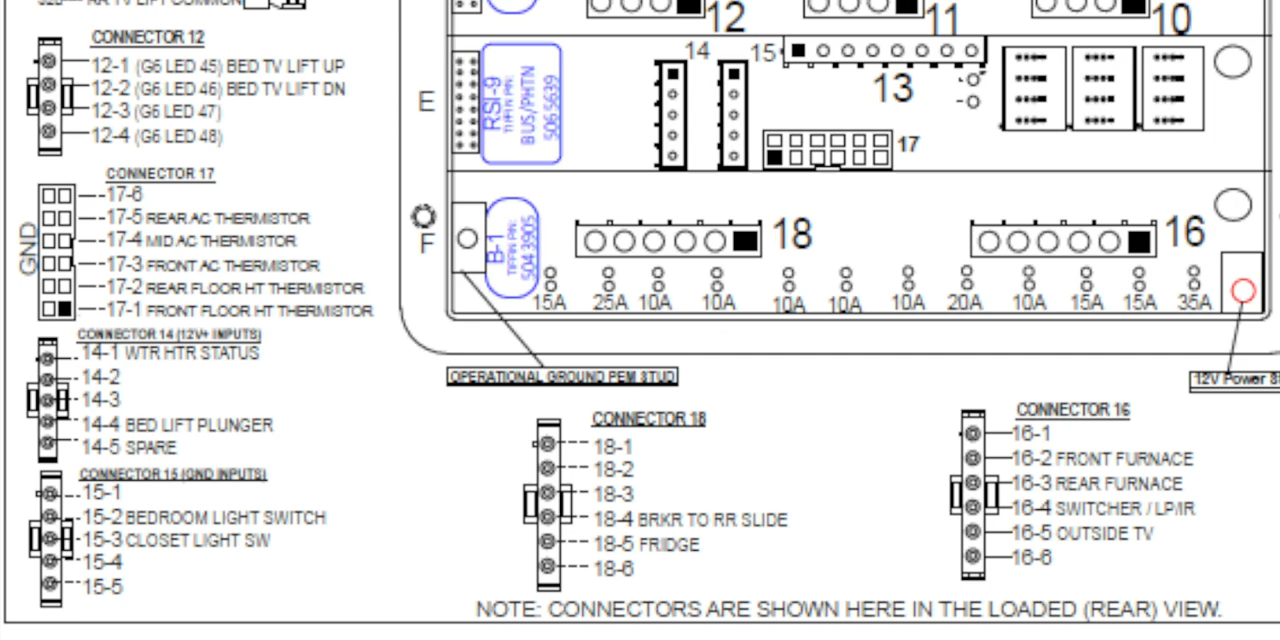 CONNECTOR 12
12-1 (G6 LED 45) BED TV LIFT UP
12-2 (G6 LED 46) BED TV LIFT DN
12-3 (G6 LED 47)
12-4 (G6 LED 48)
CONNECTOR 17
GND
17-6
17-5 REAR AC THERMISTOR
17-4 MID AC THERMISTOR
17-3 FRONT AC THERMISTOR
17-2 REAR FLOOR HT THERMISTOR
17-1 FRONT FLOOR HT THERMISTOR
CONNECTOR 14 (12V+ INPUTS)
14-1 WTR HTR STATUS
14-2
14-3
14-4 BED LIFT PLUNGER
14-5 SPARE
CONNECTOR 15 (GND INPUTS)
15-1
15-2 BEDROOM LIGHT SWITCH
15-3 CLOSET LIGHT SW
15-4
15-5
12
11
10
E
RSI-9
TIFFIN P/N:
BUS/PHTN
5065639
14
15
13
17
F
B-1
TIFFIN P/N:
5043905
18
16
15A 25A 10A 10A 10A 10A 10A 20A 10A 15A 15A 35A
OPERATIONAL GROUND PEM STUD
12V Power
CONNECTOR 18
18-1
18-2
18-3
18-4 BRKR TO RR SLIDE
18-5 FRIDGE
18-6
CONNECTOR 16
16-1
16-2 FRONT FURNACE
16-3 REAR FURNACE
16-4 SWITCHER / LP/IR
16-5 OUTSIDE TV
16-6
NOTE: CONNECTORS ARE SHOWN HERE IN THE LOADED (REAR) VIEW.